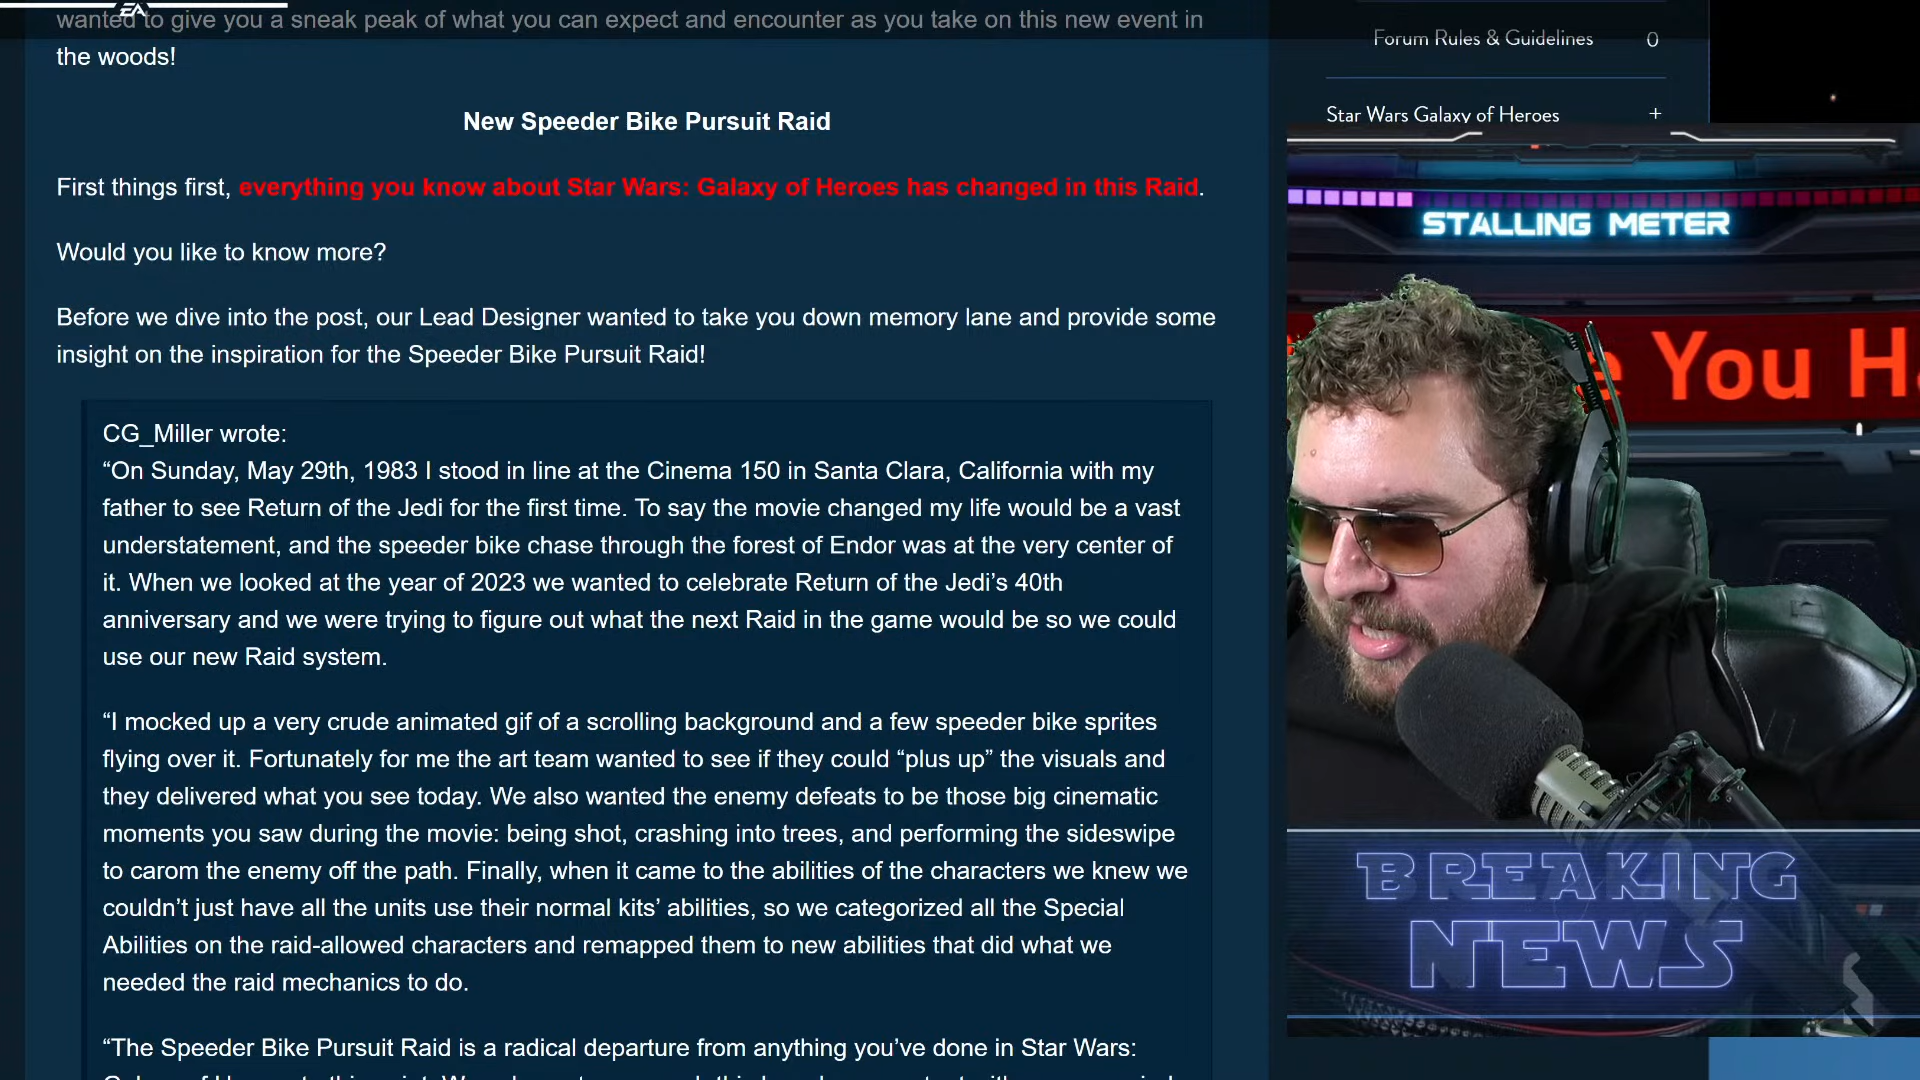 EA
wanted to give you a sneak peak of what you can expect and encounter as you take on this new event in
the woods!
New Speeder Bike Pursuit Raid
First things first, everything you know about Star Wars: Galaxy of Heroes has changed in this Raid.
Would you like to know more?
Before we dive into the post, our Lead Designer wanted to take you down memory lane and provide some
insight on the inspiration for the Speeder Bike Pursuit Raid!
CG_Miller wrote:
“On Sunday, May 29th, 1983 I stood in line at the Cinema 150 in Santa Clara, California with my
father to see Return of the Jedi for the first time. To say the movie changed my life would be a vast
understatement, and the speeder bike chase through the forest of Endor was at the very center of
it. When we looked at the year of 2023 we wanted to celebrate Return of the Jedi’s 40th
anniversary and we were trying to figure out what the next Raid in the game would be so we could
use our new Raid system.
“I mocked up a very crude animated gif of a scrolling background and a few speeder bike sprites
flying over it. Fortunately for me the art team wanted to see if they could “plus up” the visuals and
they delivered what you see today. We also wanted the enemy defeats to be those big cinematic
moments you saw during the movie: being shot, crashing into trees, and performing the sideswipe
to carom the enemy off the path. Finally, when it came to the abilities of the characters we knew we
couldn’t just have all the units use their normal kits’ abilities, so we categorized all the Special
Abilities on the raid-allowed characters and remapped them to new abilities that did what we
needed the raid mechanics to do.
“The Speeder Bike Pursuit Raid is a radical departure from anything you’ve done in Star Wars:
Forum Rules & Guidelines 0
Star Wars Galaxy of Heroes +
STALLING METER
e You Ha
BREAKING
NEWS